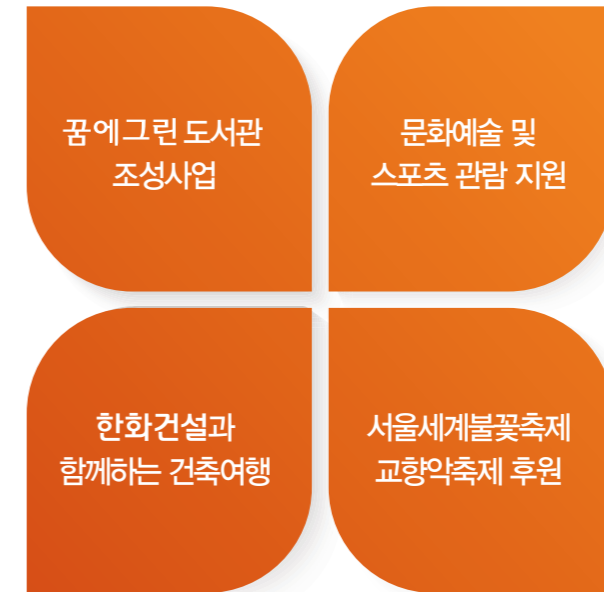 꿈에그린 도서관
조성사업
문화예술 및
스포츠 관람 지원
한화건설과
함께하는 건축여행
서울세계불꽃축제
교향악축제 후원